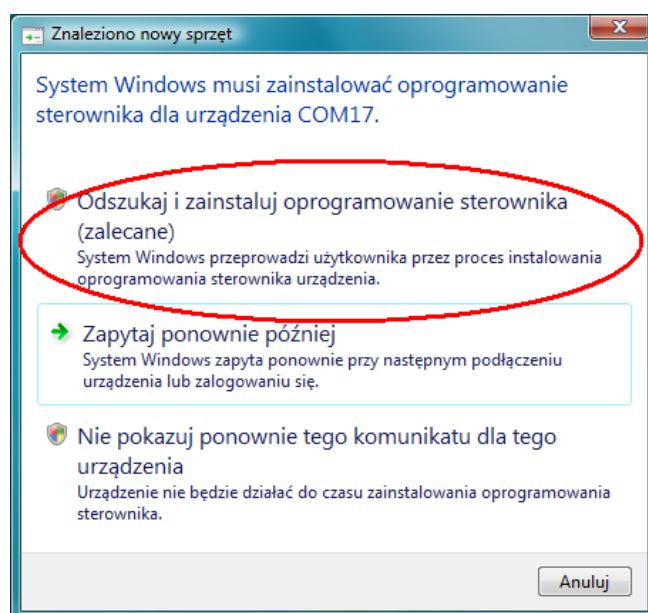 Znaleziono nowy sprzęt
System Windows musi zainstalować oprogramowanie
sterownika dla urządzenia COM17.
Odszukaj i zainstaluj oprogramowanie sterownika
(zalecane)
System Windows przeprowadzi użytkownika przez proces instalowania
oprogramowania sterownika urządzenia.
Zapytaj ponownie później
System Windows zapyta ponownie przy następnym podłączeniu
urządzenia lub zalogowaniu się.
Nie pokazuj ponownie tego komunikatu dla tego
urządzenia
Urządzenie nie będzie działać do czasu zainstalowania oprogramowania
sterownika.
Anuluj